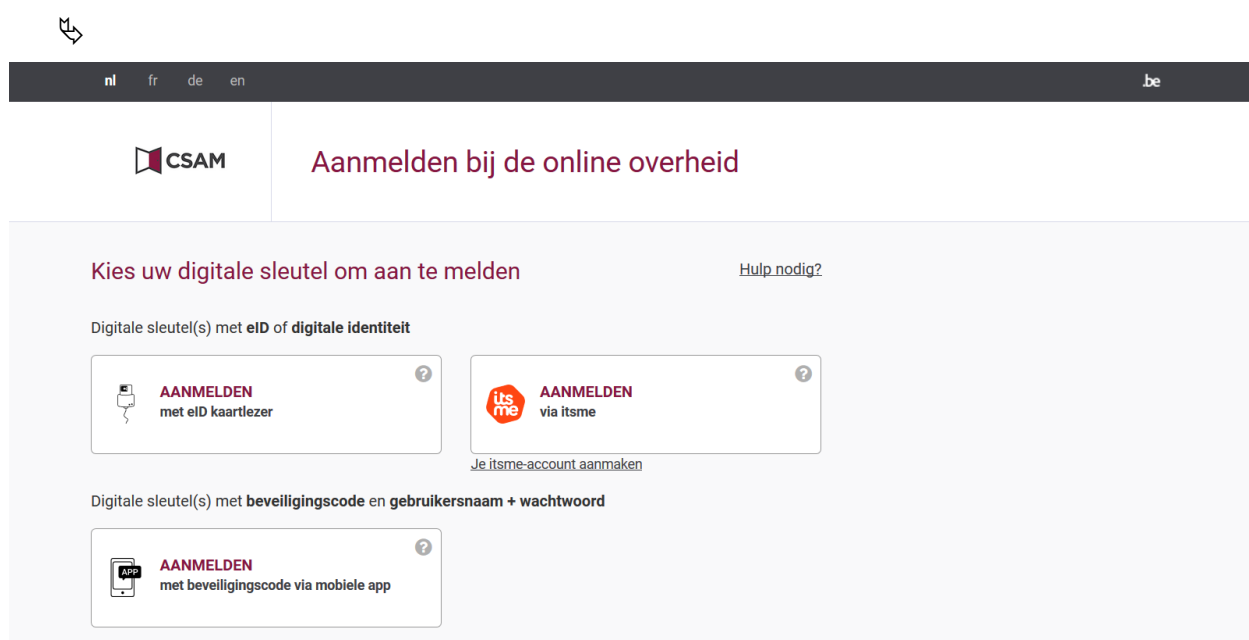 nl fr de en .be
CSAM
Aanmelden bij de online overheid
Kies uw digitale sleutel om aan te melden
Hulp nodig?
Digitale sleutel(s) met eID of digitale identiteit
?
AANMELDEN
met eID kaartlezer
?
its
me
AANMELDEN
via itsme
Je itsme-account aanmaken
Digitale sleutel(s) met beveiligingscode en gebruikersnaam + wachtwoord
?
APP
AANMELDEN
met beveiligingscode via mobiele app